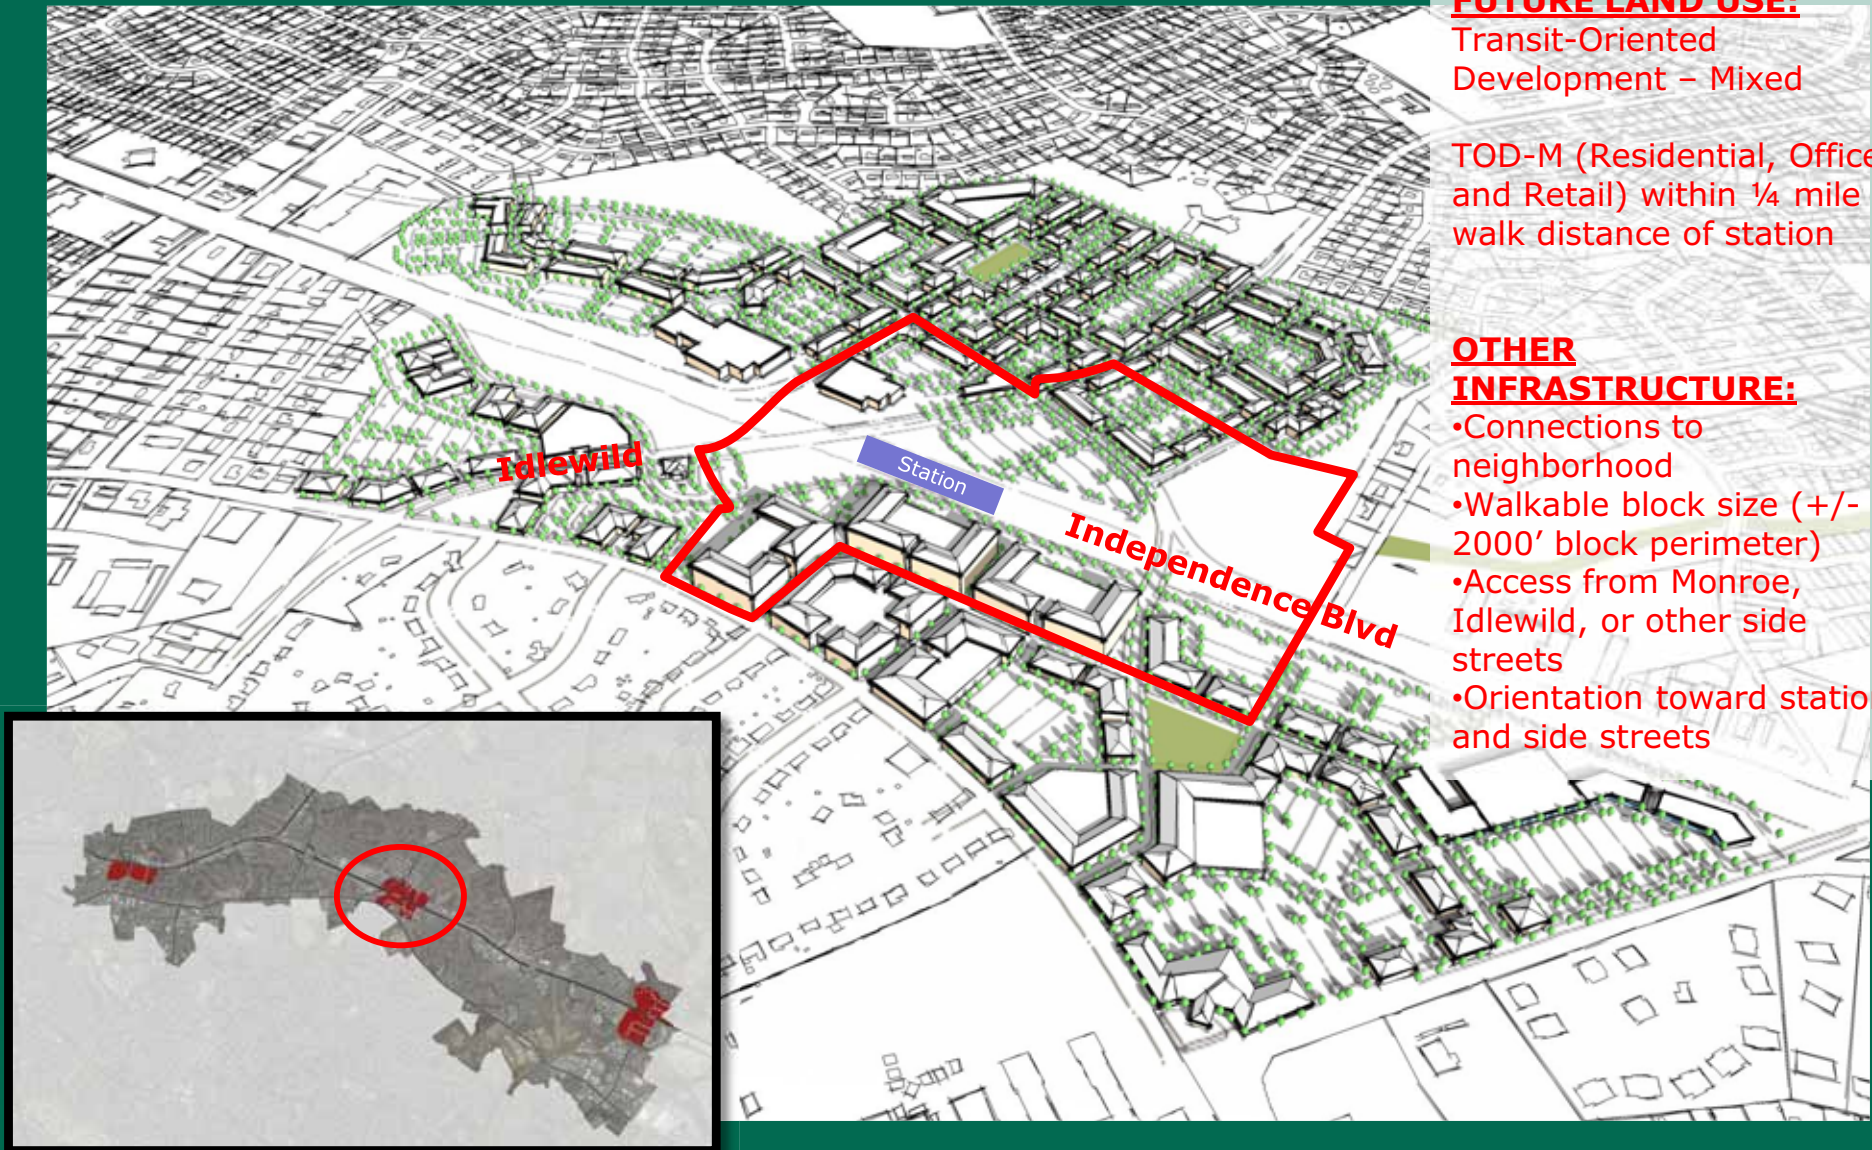 FUTURE LAND USE:
Transit-Oriented
Development – Mixed
TOD-M (Residential, Office
and Retail) within ¼ mile
walk distance of station
OTHER
INFRASTRUCTURE:
•Connections to
neighborhood
•Walkable block size (+/-
2000’ block perimeter)
•Access from Monroe,
Idlewild, or other side
streets
•Orientation toward statio
and side streets
Idlewild
Station
Independence Blvd